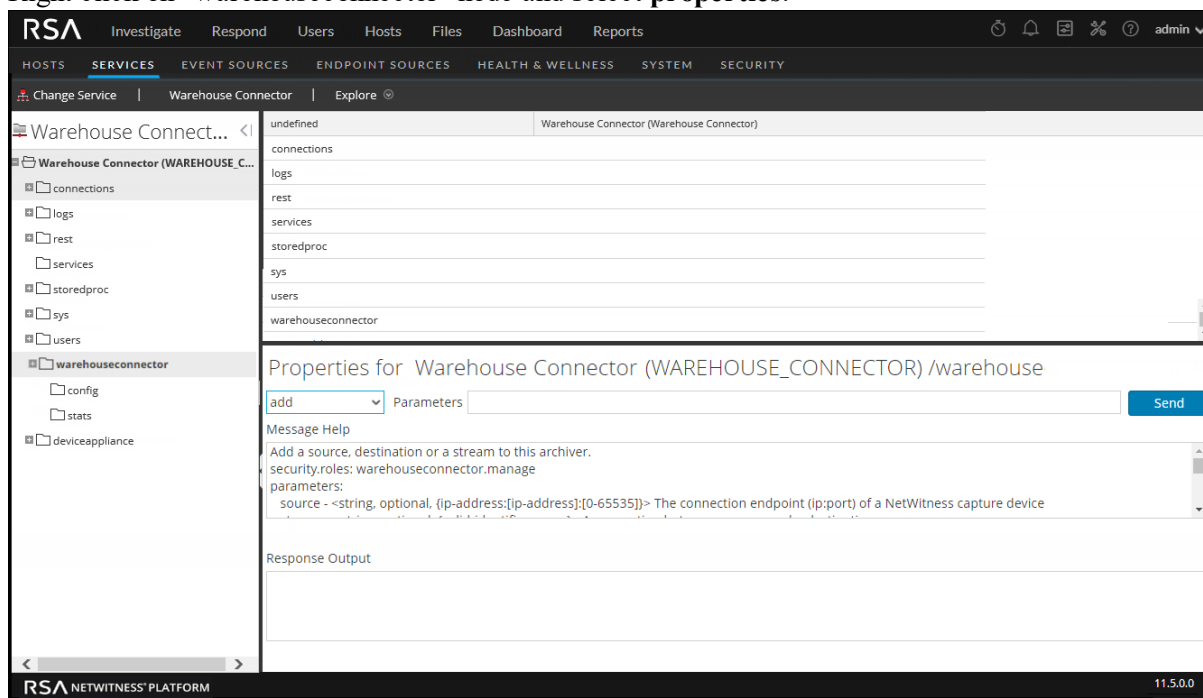 Right click on "warehouseconnector" node and select properties.
RSA Investigate Respond Users Hosts Files Dashboard Reports admin
HOSTS SERVICES EVENT SOURCES ENDPOINT SOURCES HEALTH & WELLNESS SYSTEM SECURITY
Change Service | Warehouse Connector | Explore
Warehouse Connect...
Warehouse Connector (WAREHOUSE_C...
connections
logs
rest
services
storedproc
sys
users
warehouseconnector
config
stats
deviceappliance
undefined Warehouse Connector (Warehouse Connector)
connections
logs
rest
services
storedproc
sys
users
warehouseconnector
Properties for Warehouse Connector (WAREHOUSE_CONNECTOR) /warehouse
add Parameters Send
Message Help
Add a source, destination or a stream to this archiver.
security.roles: warehouseconnector.manage
parameters:
source - <string, optional, {ip-address:[ip-address]:[0-65535]}> The connection endpoint (ip:port) of a NetWitness capture device
Response Output
RSA NETWITNESS® PLATFORM 11.5.0.0